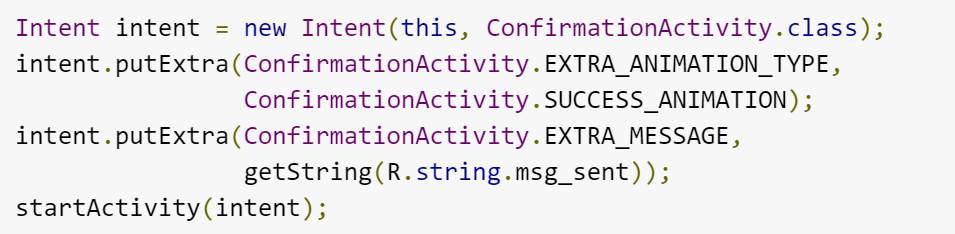 Intent intent = new Intent(this, ConfirmationActivity.class);
intent.putExtra(ConfirmationActivity.EXTRA_ANIMATION_TYPE,
                ConfirmationActivity.SUCCESS_ANIMATION);
intent.putExtra(ConfirmationActivity.EXTRA_MESSAGE,
                getString(R.string.msg_sent));
startActivity(intent);